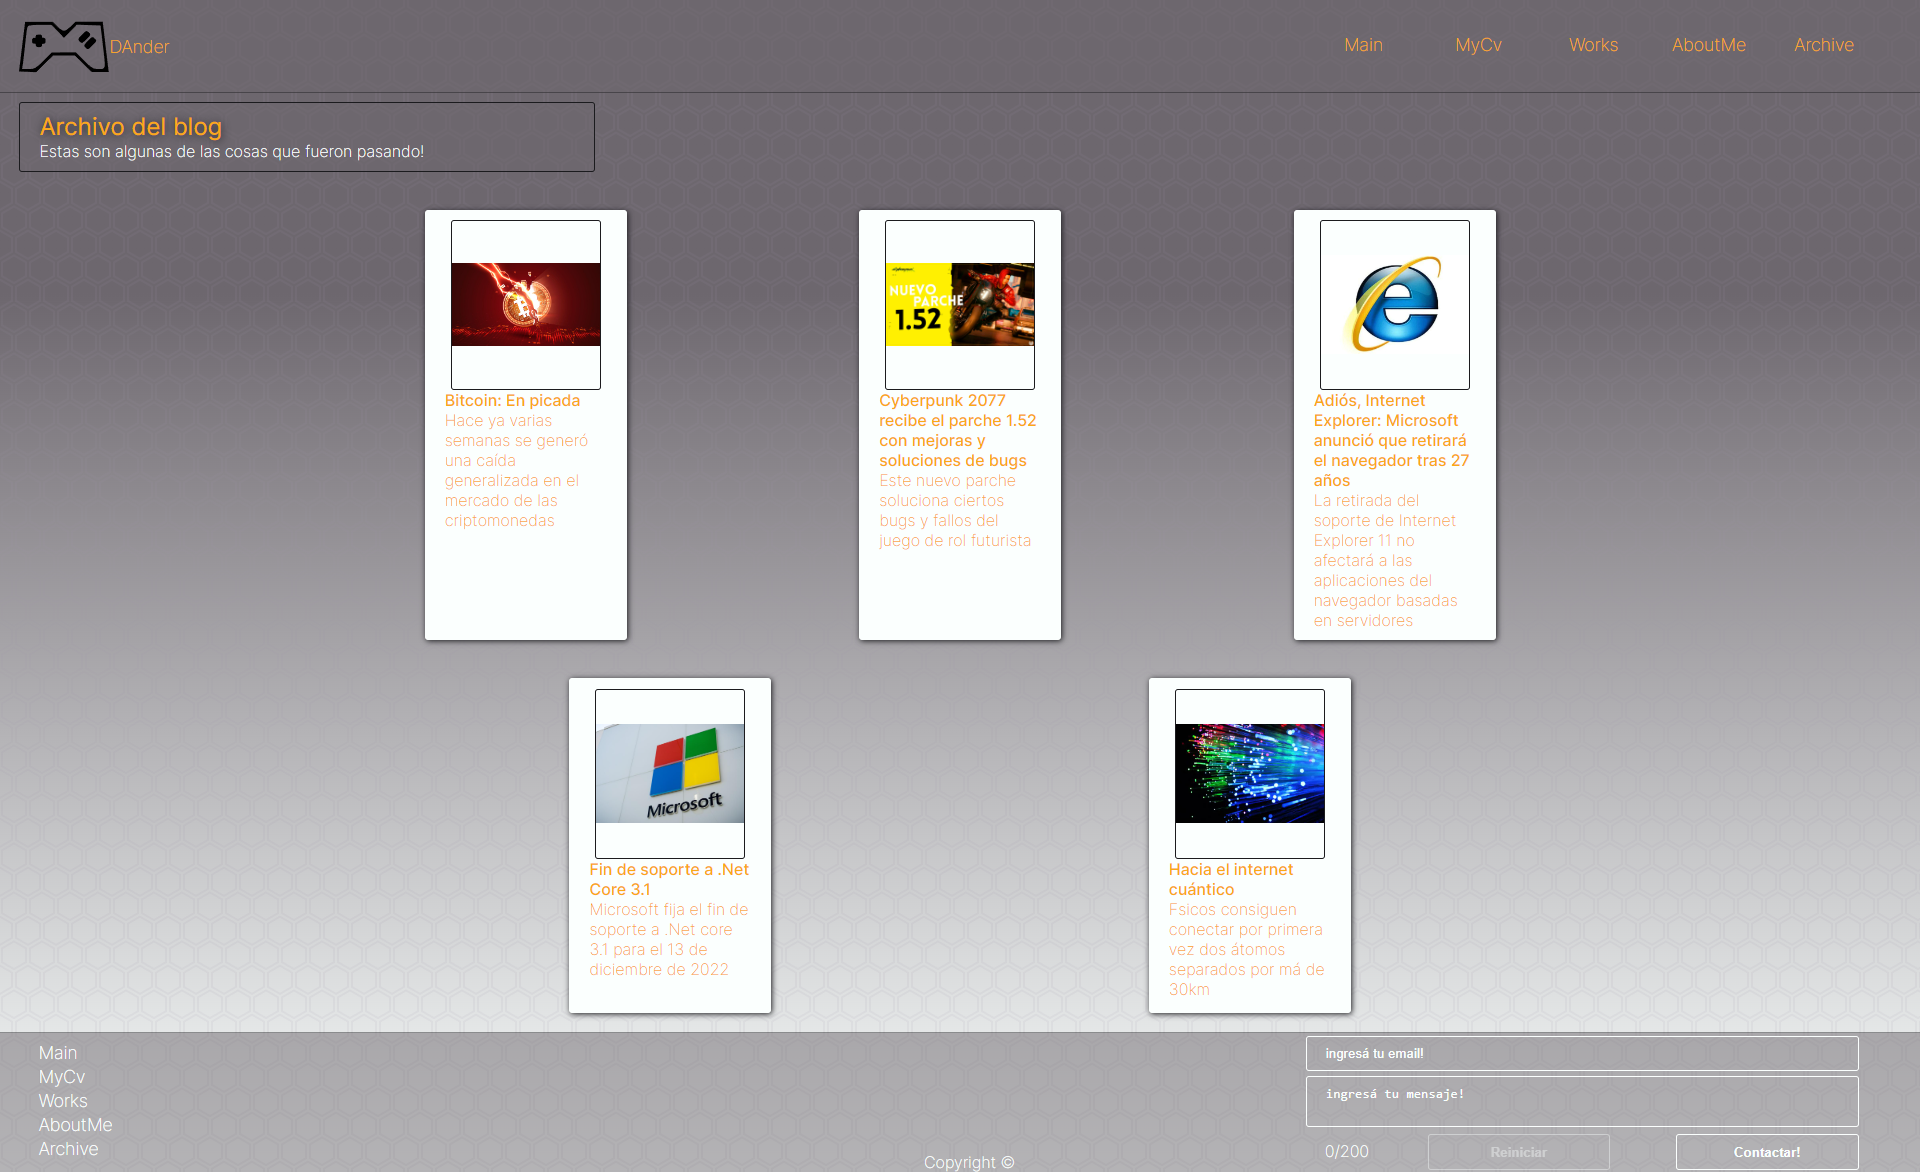 DAnder
Main
MyCv
Works
AboutMe
Archive
Archivo del blog
Estas son algunas de las cosas que fueron pasando!
Bitcoin: En picada
Hace ya varias
semanas se generó
una caída
generalizada en el
mercado de las
criptomonedas
NUEVO
PARCHE
1.52
Cyberpunk 2077
recibe el parche 1.52
con mejoras y
soluciones de bugs
Este nuevo parche
soluciona ciertos
bugs y fallos del
juego de rol futurista
Adiós, Internet
Explorer: Microsoft
anunció que retirará
el navegador tras 27
años
La retirada del
soporte de Internet
Explorer 11 no
afectará a las
aplicaciones del
navegador basadas
en servidores
Microsoft
Fin de soporte a .Net
Core 3.1
Microsoft fija el fin de
soporte a .Net core
3.1 para el 13 de
diciembre de 2022
Hacia el internet
cuántico
Fsicos consiguen
conectar por primera
vez dos átomos
separados por má de
30km
Main
MyCv
Works
AboutMe
Archive
Copyright ©
ingresá tu email!
ingresá tu mensaje!
0/200
Reiniciar
Contactar!